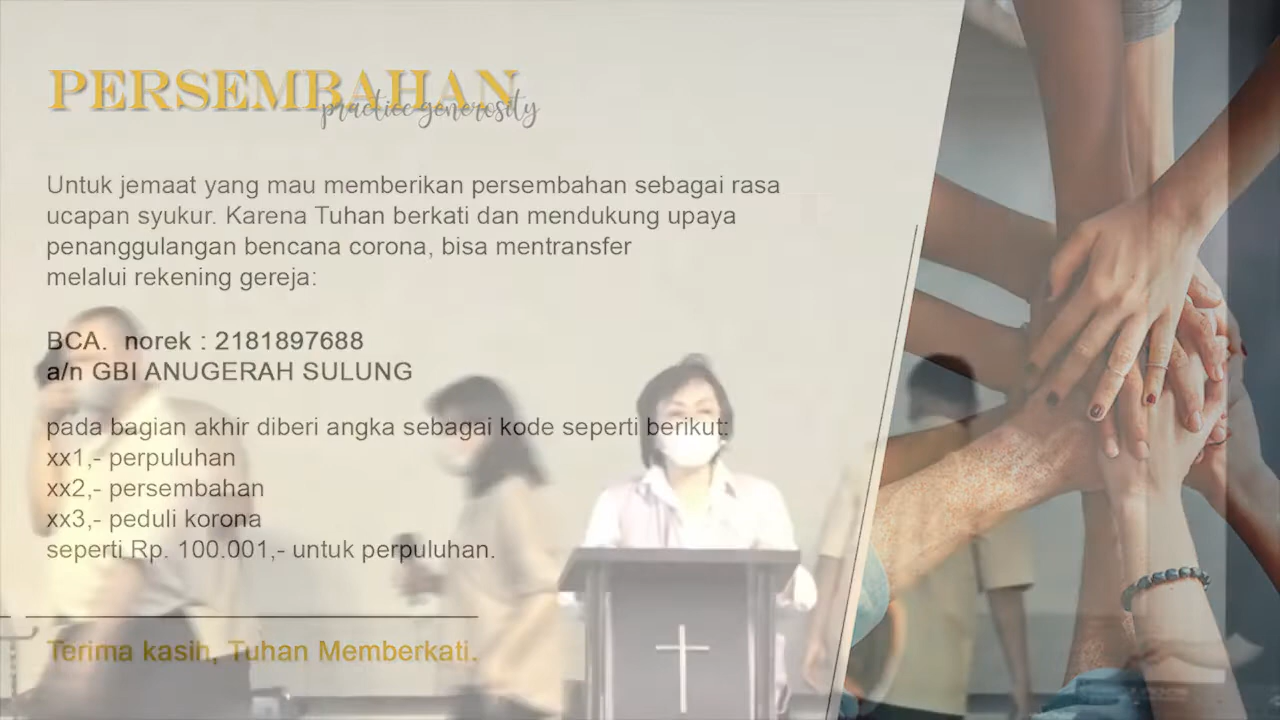 PERSEMBAHAN
practice generosity
Untuk jemaat yang mau memberikan persembahan sebagai rasa
ucapan syukur. Karena Tuhan berkati dan mendukung upaya
penanggulangan bencana corona, bisa mentransfer
melalui rekening gereja:
BCA. norek : 2181897688
a/n GBI ANUGERAH SULUNG
pada bagian akhir diberi angka sebagai kode seperti berikut:
xx1,- perpuluhan
xx2,- persembahan
xx3,- peduli korona
seperti Rp. 100.001,- untuk perpuluhan.
Terima kasih, Tuhan Memberkati.